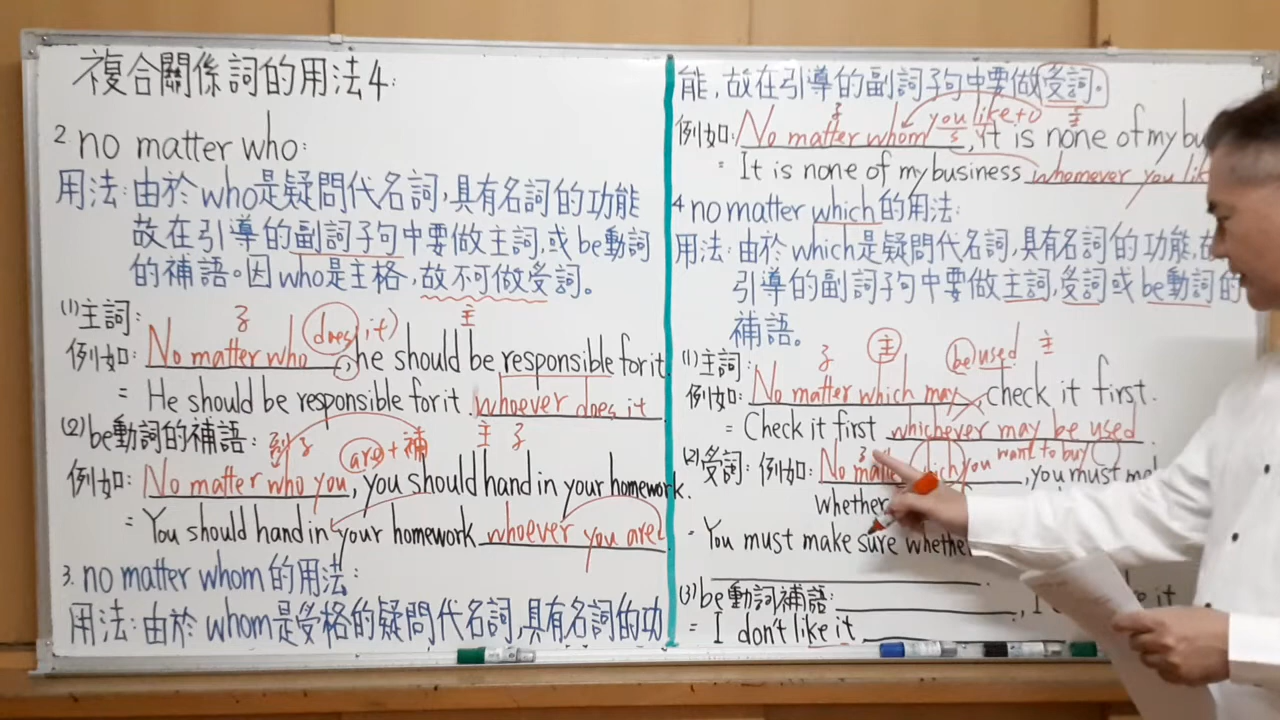 複合關係詞的用法4:
2 no matter who:
用法:由於who是疑問代名詞,具有名詞的功能
故在引導的副詞子句中要做主詞,或be動詞
的補語。因who是主格,故不可做受詞。
(1)主詞: 子 does it) 主
例如: No matter who , he should be responsible for it.
= He should be responsible for it whoever does it
(2)be動詞的補語: 子 are+補 主 子
例如: No matter who you , you should hand in your homework.
= You should hand in your homework whoever you are
3. no matter whom的用法:
用法:由於whom是受格的疑問代名詞,具有名詞的功
能,故在引導的副詞子句中要做受詞。
子 you like to 主
例如: No matter whom , it is none of my bu
= It is none of my business whomever you lik
4 no matter which的用法:
用法:由於which是疑問代名詞,具有名詞的功能,
引導的副詞子句中要做主詞,受詞或be動詞的
補語。
(1)主詞: 子 主 be used 主
例如: No matter which may check it first.
= Check it first whichever may be used
(2)受詞: 例如: No you want to buy , you must
whether
= You must make sure whether
(3)be動詞補語: , I
= I don't like it